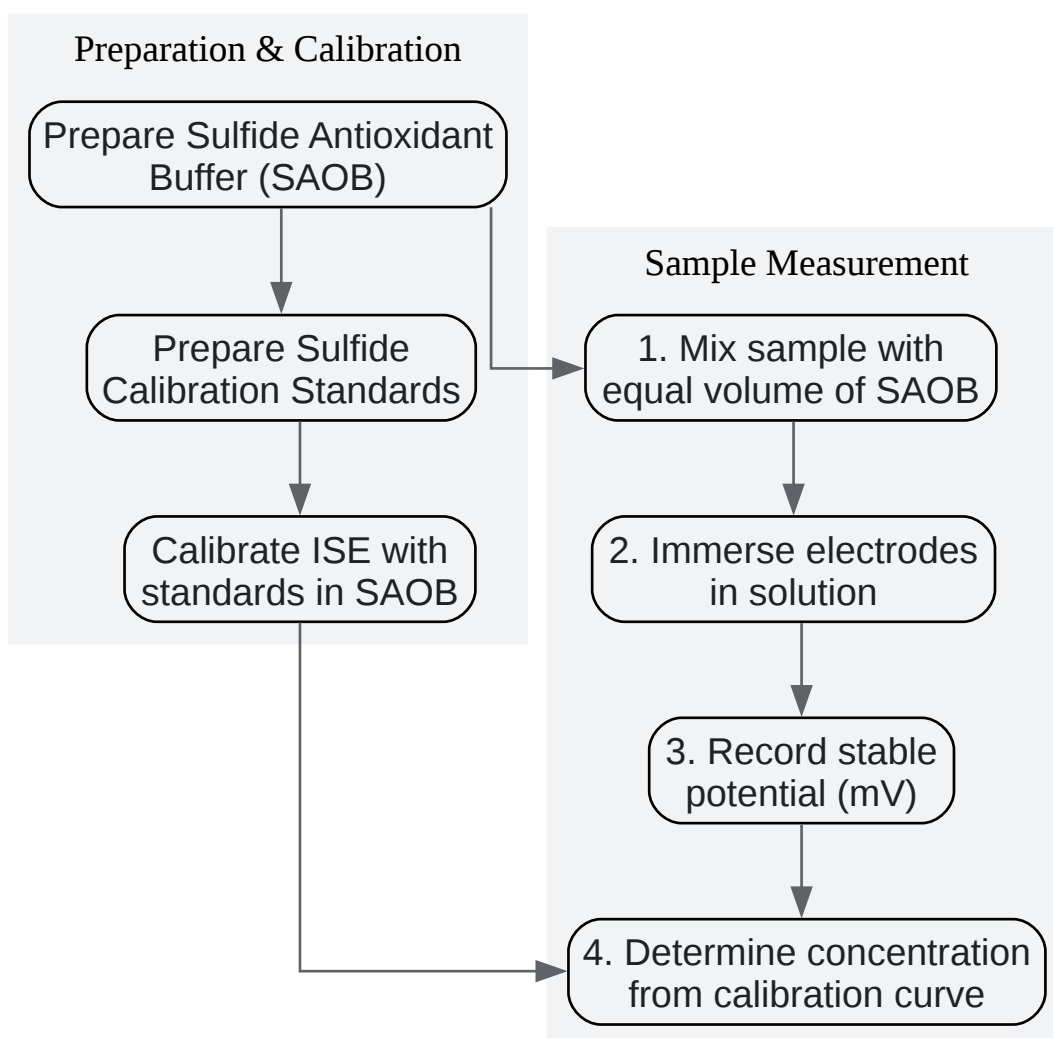 Preparation & Calibration
Prepare Sulfide Antioxidant
Buffer (SAOB)
Prepare Sulfide
Calibration Standards
Calibrate ISE with
standards in SAOB
Sample Measurement
1. Mix sample with
equal volume of SAOB
2. Immerse electrodes
in solution
3. Record stable
potential (mV)
4. Determine concentration
from calibration curve